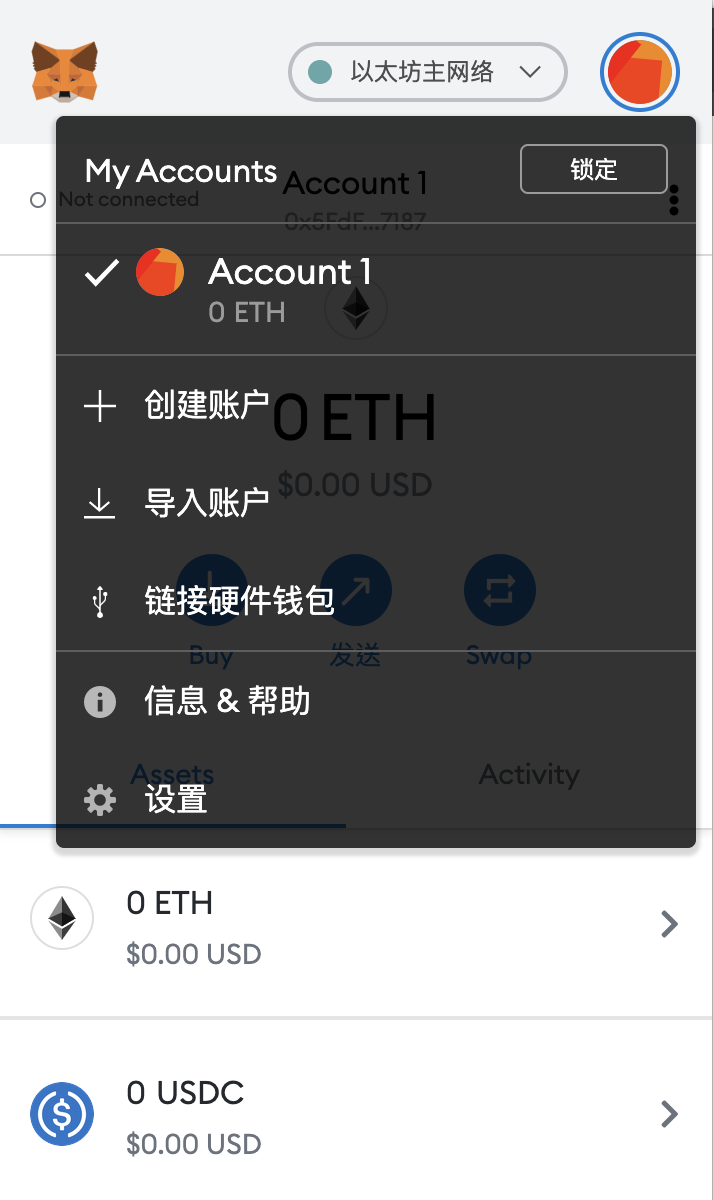 以太坊主网络
My Accounts
锁定
Account 1
Not connected
0x5FdF...7187
Account 1
0 ETH
创建账户
0 ETH
导入账户
$0.00 USD
链接硬件钱包
Buy
发送
Swap
信息 & 帮助
Assets
Activity
设置
0 ETH
$0.00 USD
0 USDC
$0.00 USD